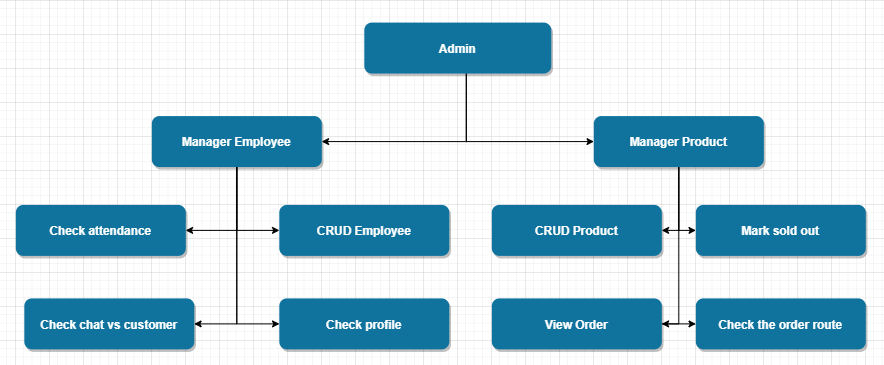 Admin
Manager Employee
Manager Product
Check attendance
CRUD Employee
CRUD Product
Mark sold out
Check chat vs customer
Check profile
View Order
Check the order route